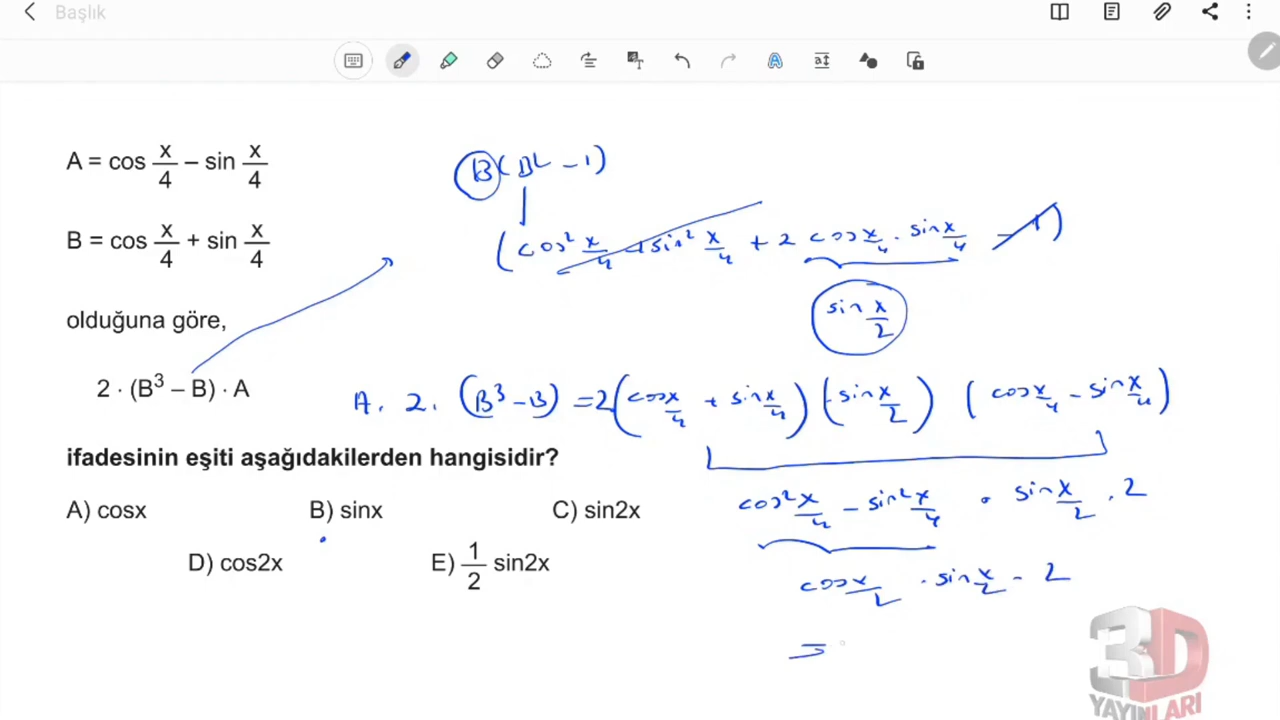 Başlık
A = cos x/4 − sin x/4
B = cos x/4 + sin x/4
olduğuna göre,
2 · (B³ − B) · A
ifadesinin eşiti aşağıdakilerden hangisidir?
A) cosx B) sinx C) sin2x
D) cos2x E) 1/2 sin2x
B(B² − 1)
(cos² x/4 + sin² x/4 + 2 cos x/4 · sin x/4 − 1)
sin x/2
A. 2. (B³ − B) = 2(cos x/4 + sin x/4) (sin x/2) (cos x/4 − sin x/4)
cos² x/4 − sin² x/4 · sin x/2 . 2
cos x/2 · sin x/2 · 2
=
3D
YAYINLARI